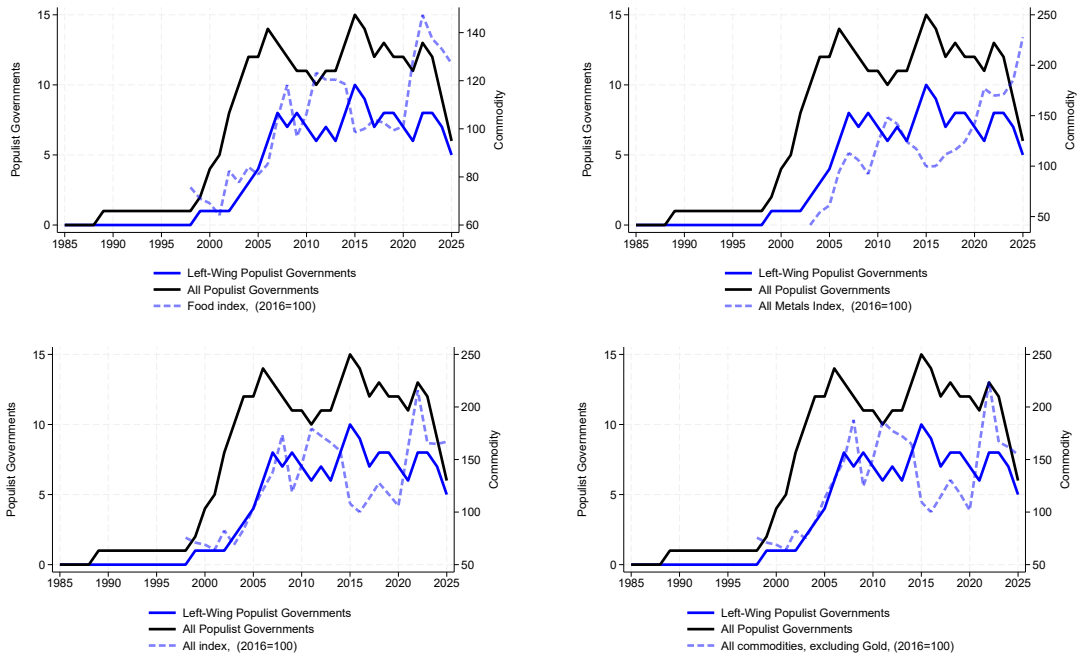 15
10
5
0
Populist Governments
140
120
100
80
60
Commodity
1985 1990 1995 2000 2005 2010 2015 2020 2025
Left-Wing Populist Governments
All Populist Governments
Food index, (2016=100)
15
10
5
0
Populist Governments
250
200
150
100
50
Commodity
1985 1990 1995 2000 2005 2010 2015 2020 2025
Left-Wing Populist Governments
All Populist Governments
All Metals Index, (2016=100)
15
10
5
0
Populist Governments
250
200
150
100
50
Commodity
1985 1990 1995 2000 2005 2010 2015 2020 2025
Left-Wing Populist Governments
All Populist Governments
All index, (2016=100)
15
10
5
0
Populist Governments
250
200
150
100
50
Commodity
1985 1990 1995 2000 2005 2010 2015 2020 2025
Left-Wing Populist Governments
All Populist Governments
All commodities, excluding Gold, (2016=100)